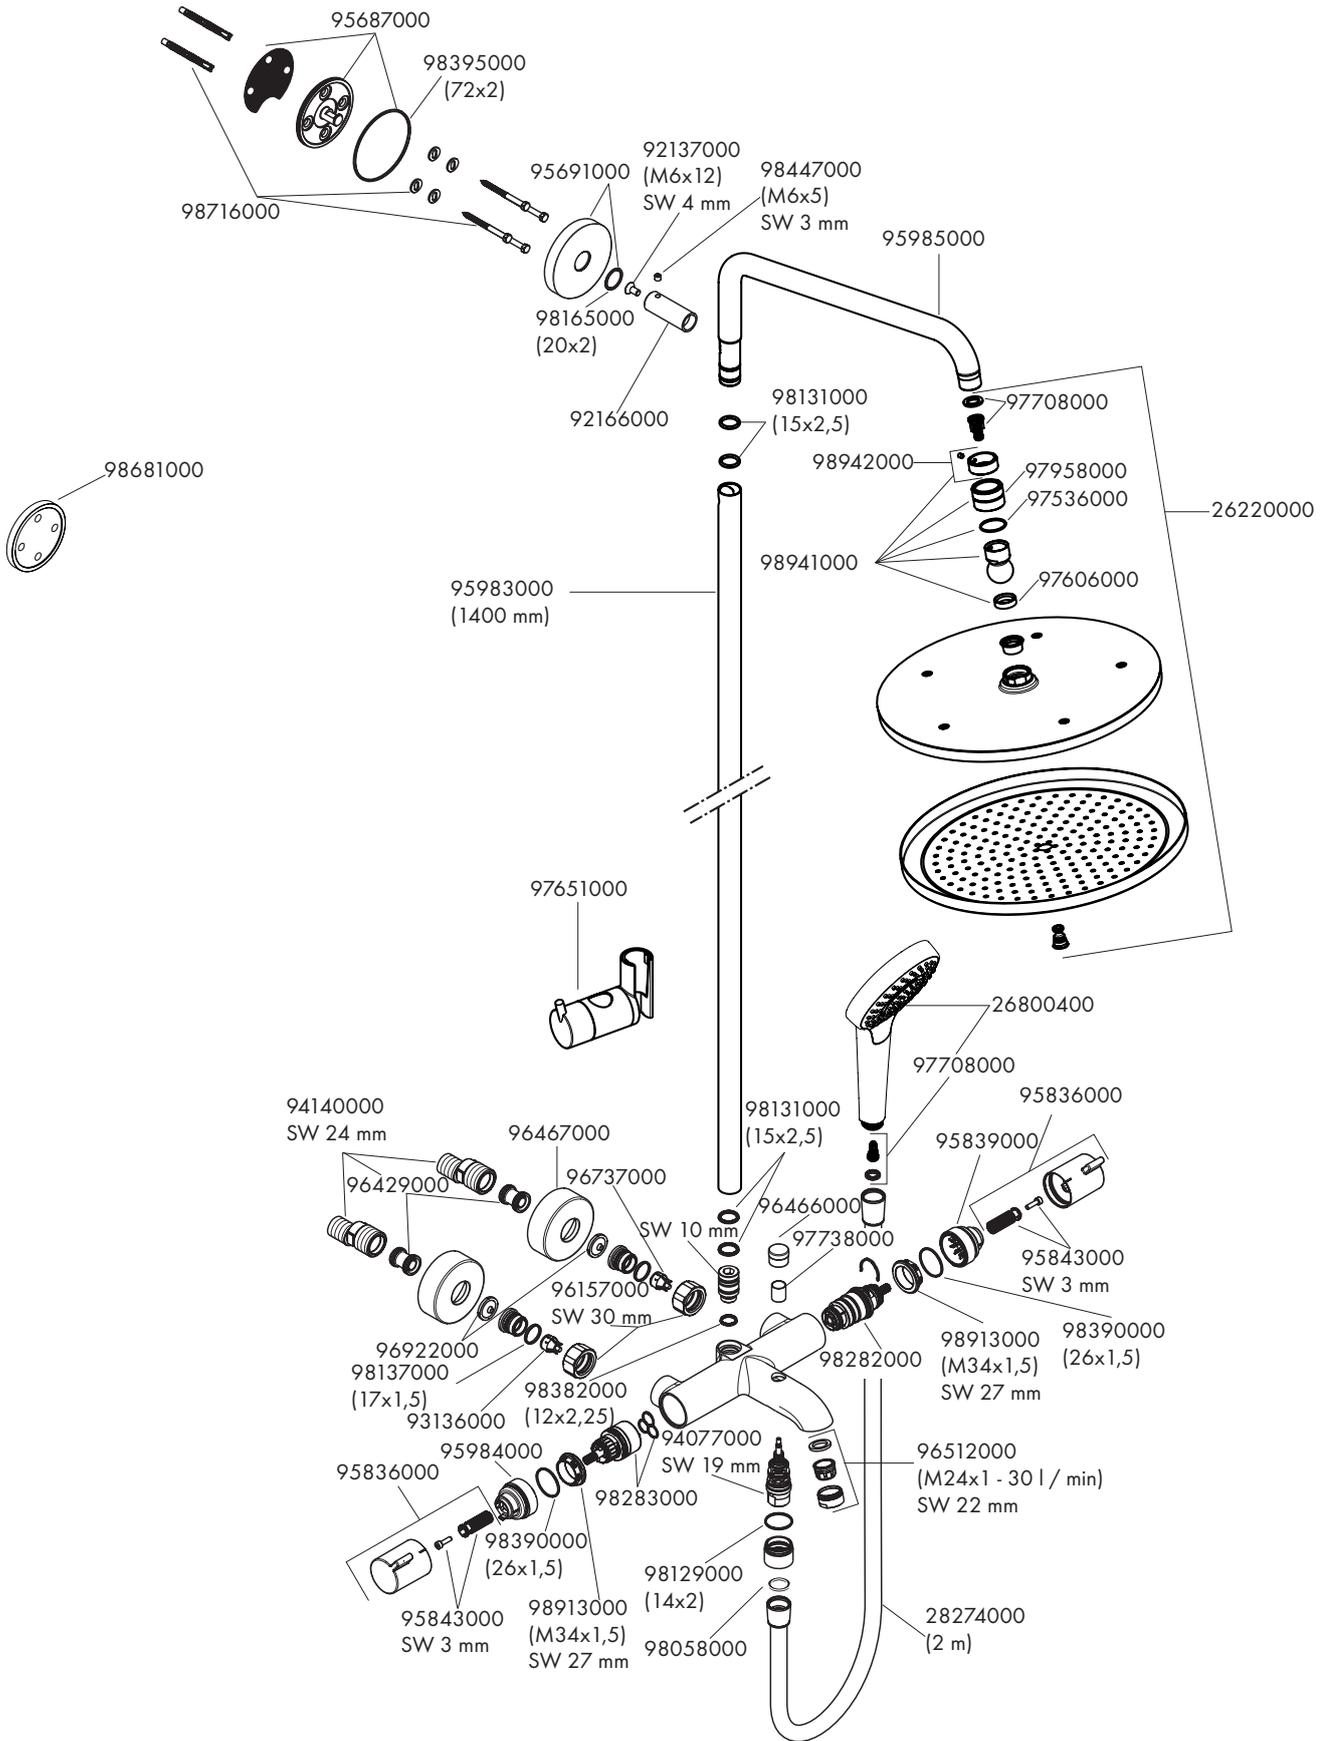 95687000
98395000
(72x2)
92137000
(M6x12)
SW 4 mm
98447000
(M6x5)
SW 3 mm
95691000
98716000
95985000
98165000
(20x2)
92166000
98131000
(15x2,5)
97708000
98942000
97958000
97536000
98681000
26220000
98941000
97606000
95983000
(1400 mm)
97651000
26800400
97708000
95836000
94140000
SW 24 mm
98131000
(15x2,5)
96467000
95839000
96737000
96429000
96466000
SW 10 mm
97738000
95843000
SW 3 mm
96157000
SW 30 mm
98390000
(26x1,5)
98913000
(M34x1,5)
SW 27 mm
96922000
98282000
98137000
(17x1,5)
98382000
(12x2,25)
93136000
94077000
SW 19 mm
95984000
96512000
(M24x1 - 30 l / min)
SW 22 mm
95836000
98283000
98390000
(26x1,5)
98129000
(14x2)
95843000
SW 3 mm
98913000
(M34x1,5)
SW 27 mm
98058000
28274000
(2 m)